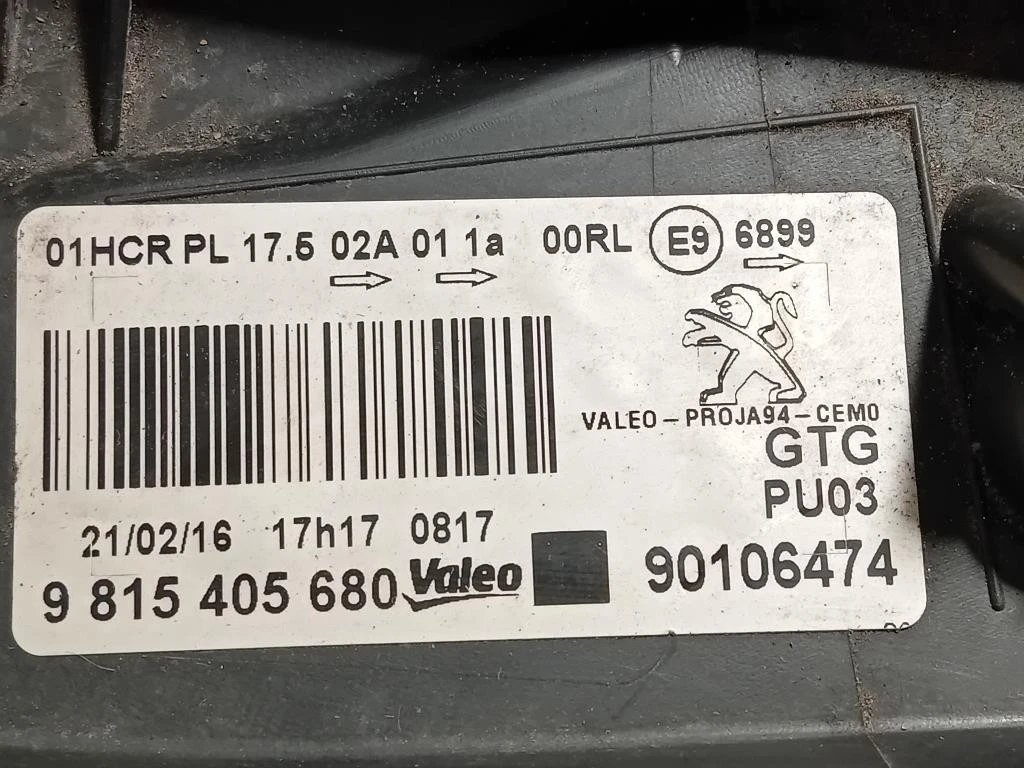 01HCR PL 17.5 02A 01 1a 00RL E9 6899
VALEO-PROJA94-CEMO
GTG
PU03
21/02/16 17h17 0817
9 815 405 680 Valeo 90106474